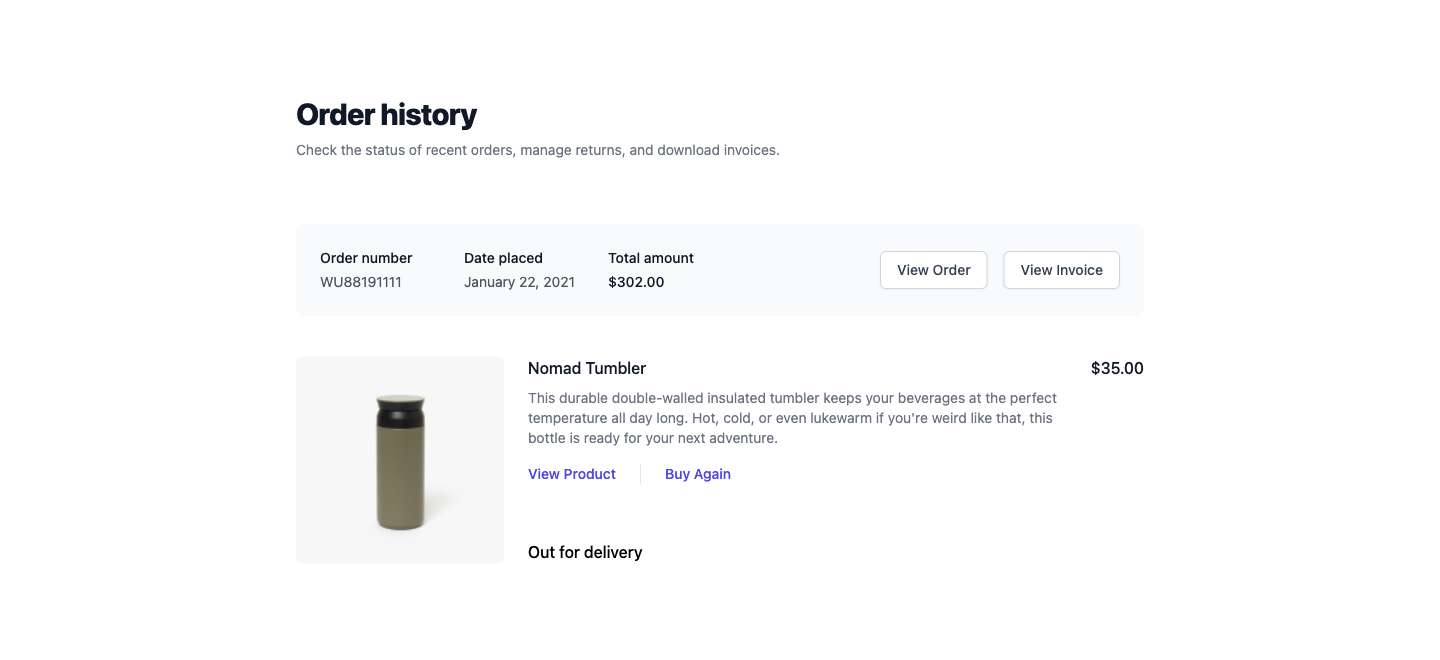 Order history
Check the status of recent orders, manage returns, and download invoices.
Order number
WU88191111
Date placed
January 22, 2021
Total amount
$302.00
View Order
View Invoice
Nomad Tumbler
$35.00
This durable double-walled insulated tumbler keeps your beverages at the perfect
temperature all day long. Hot, cold, or even lukewarm if you're weird like that, this
bottle is ready for your next adventure.
View Product
Buy Again
Out for delivery